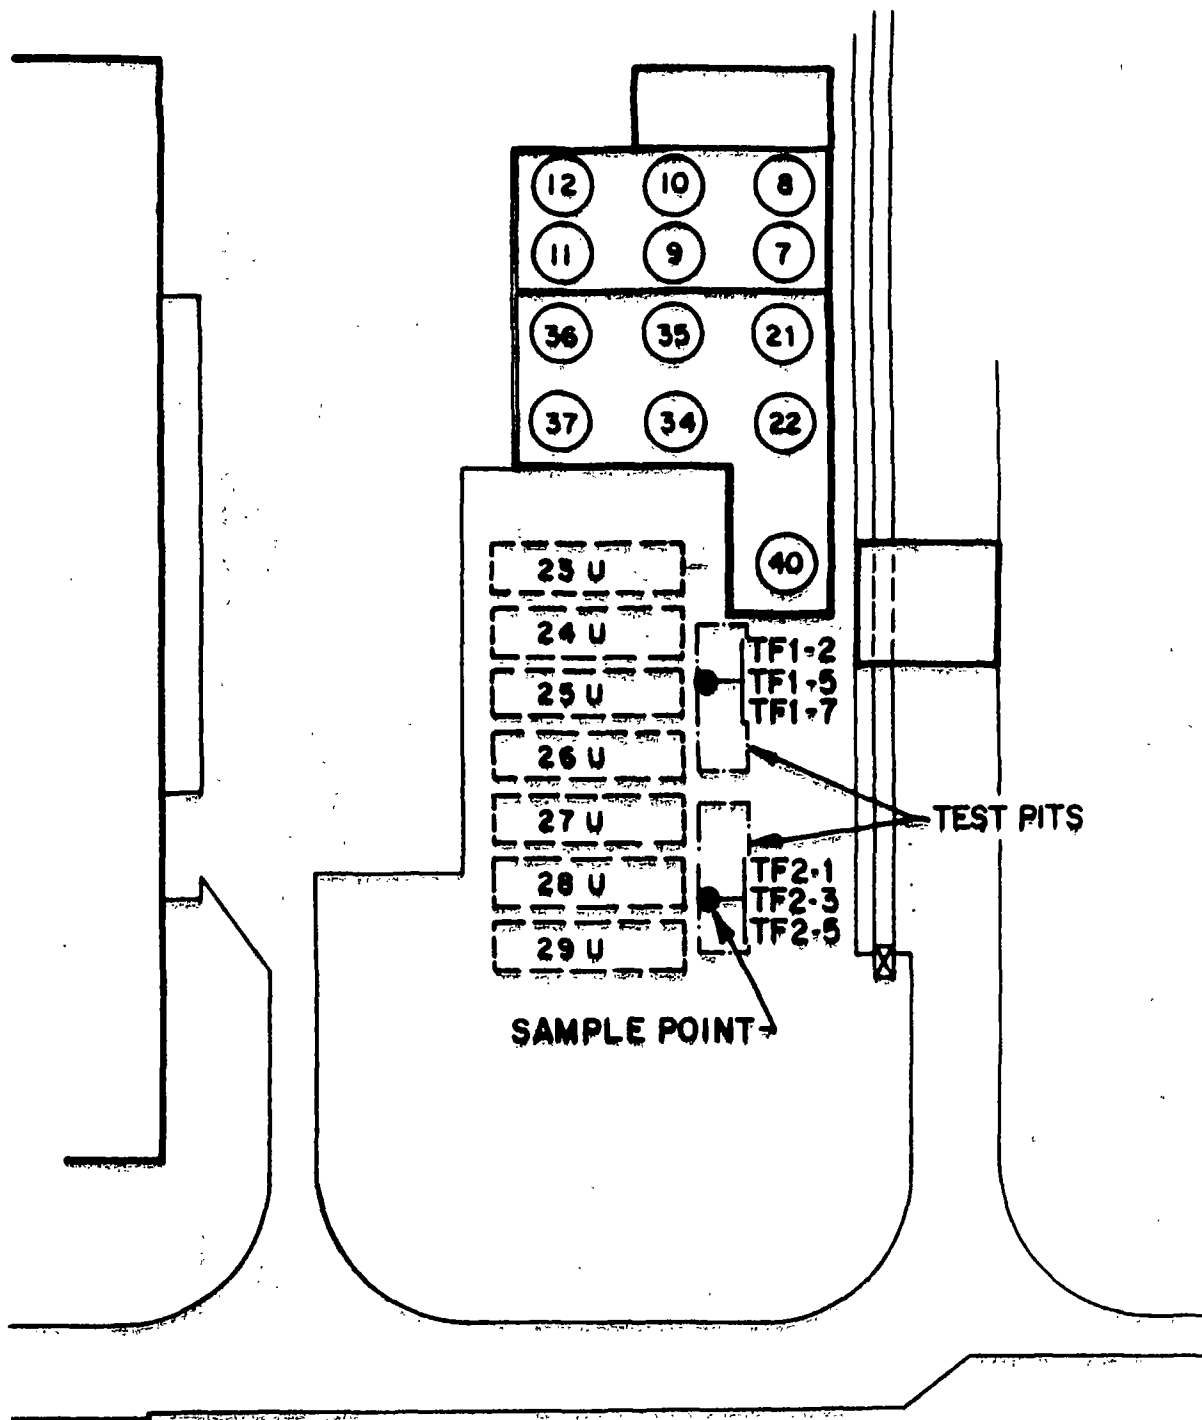 12 10 8
11 9 7
36 35 21
37 34 22
40
23 U
24 U
25 U
26 U
27 U
28 U
29 U
TF1-2
TF1-5
TF1-7
TEST PITS
TF2-1
TF2-3
TF2-5
SAMPLE POINT